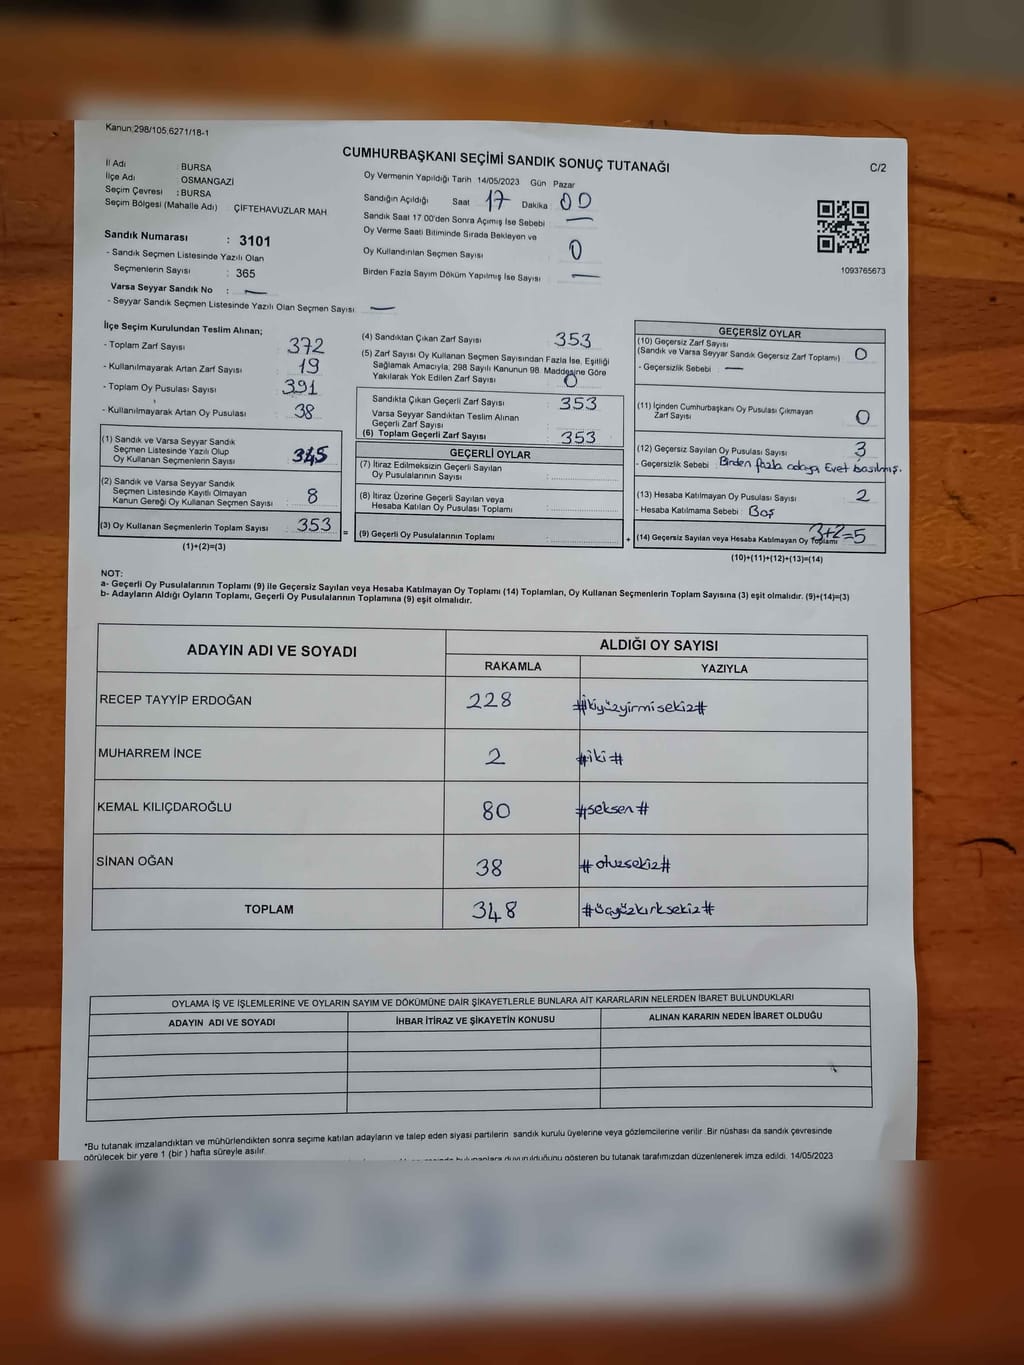 Kanun:298/105,6271/18-1
CUMHURBAŞKANI SEÇİMİ SANDIK SONUÇ TUTANAĞI
C/2
İl Adı : BURSA
İlçe Adı : OSMANGAZİ
Seçim Çevresi : BURSA
Seçim Bölgesi (Mahalle Adı) ÇİFTEHAVUZLAR MAH
Sandık Numarası : 3101
- Sandık Seçmen Listesinde Yazılı Olan
Seçmenlerin Sayısı : 365
Varsa Seyyar Sandık No : —
- Seyyar Sandık Seçmen Listesinde Yazılı Olan Seçmen Sayısı: —
Oy Vermenin Yapıldığı Tarih 14/05/2023 Gün Pazar
Sandığın Açıldığı Saat 17 Dakika 00
Sandık Saat 17:00'den Sonra Açımış İse Sebebi —
Oy Verme Saati Bitiminde Sırada Bekleyen ve
Oy Kullandırılan Seçmen Sayısı 0
Birden Fazla Sayım Döküm Yapılmış İse Sayısı —
1093765673
İlçe Seçim Kurulundan Teslim Alınan;
- Toplam Zarf Sayısı 372
- Kullanılmayarak Artan Zarf Sayısı 19
- Toplam Oy Pusulası Sayısı 391
- Kullanılmayarak Artan Oy Pusulası 38
(1) Sandık ve Varsa Seyyar Sandık
Seçmen Listesinde Yazılı Olup
Oy Kullanan Seçmenlerin Sayısı 345
(2) Sandık ve Varsa Seyyar Sandık
Seçmen Listesinde Kayıtlı Olmayan
Kanun Gereği Oy Kullanan Seçmen Sayısı 8
(3) Oy Kullanan Seçmenlerin Toplam Sayısı 353 =
(1)+(2)=(3)
(4) Sandıktan Çıkan Zarf Sayısı 353
(5) Zarf Sayısı Oy Kullanan Seçmen Sayısından Fazla İse, Eşitliği
Sağlamak Amacıyla, 298 Sayılı Kanunun 98. Maddesine Göre
Yakılarak Yok Edilen Zarf Sayısı 0
Sandıkta Çıkan Geçerli Zarf Sayısı : 353
Varsa Seyyar Sandıktan Teslim Alınan
Geçerli Zarf Sayısı
(6) Toplam Geçerli Zarf Sayısı : 353
GEÇERLİ OYLAR
(7) İtiraz Edilmeksizin Geçerli Sayılan
Oy Pusulalarının Sayısı :
(8) İtiraz Üzerine Geçerli Sayılan veya
Hesaba Katılan Oy Pusulası Toplamı :
(9) Geçerli Oy Pusulalarının Toplamı : +
GEÇERSİZ OYLAR
(10) Geçersiz Zarf Sayısı
(Sandık ve Varsa Seyyar Sandık Geçersiz Zarf Toplamı) 0
- Geçersizlik Sebebi : —
(11) İçinden Cumhurbaşkanı Oy Pusulası Çıkmayan
Zarf Sayısı 0
(12) Geçersiz Sayılan Oy Pusulası Sayısı 3
- Geçersizlik Sebebi : Birden fazla adaya Evet basılmış.
(13) Hesaba Katılmayan Oy Pusulası Sayısı 2
- Hesaba Katılmama Sebebi : Boş
(14) Geçersiz Sayılan veya Hesaba Katılmayan Oy Toplamı 3+2=5
(10)+(11)+(12)+(13)=(14)
NOT:
a- Geçerli Oy Pusulalarının Toplamı (9) ile Geçersiz Sayılan veya Hesaba Katılmayan Oy Toplamı (14) Toplamları, Oy Kullanan Seçmenlerin Toplam Sayısına (3) eşit olmalıdır. (9)+(14)=(3)
b- Adayların Aldığı Oyların Toplamı, Geçerli Oy Pusulalarının Toplamına (9) eşit olmalıdır.
ADAYIN ADI VE SOYADI ALDIĞI OY SAYISI
RAKAMLA YAZIYLA
RECEP TAYYİP ERDOĞAN 228 #ikiyüzyirmisekiz#
MUHARREM İNCE 2 #iki#
KEMAL KILIÇDAROĞLU 80 #seksen#
SİNAN OĞAN 38 #otuzsekiz#
TOPLAM 348 #üçyüzkırksekiz#
OYLAMA İŞ VE İŞLEMLERİNE VE OYLARIN SAYIM VE DÖKÜMÜNE DAİR ŞİKAYETLERLE BUNLARA AİT KARARLARIN NELERDEN İBARET BULUNDUKLARI
ADAYIN ADI VE SOYADI İHBAR İTİRAZ VE ŞİKAYETİN KONUSU ALINAN KARARIN NEDEN İBARET OLDUĞU
*Bu tutanak imzalandıktan ve mühürlendikten sonra seçime katılan adayların ve talep eden siyasi partilerin sandık kurulu üyelerine veya gözlemcilerine verilir. Bir nüshası da sandık çevresinde
görülecek bir yere 1 (bir) hafta süreyle asılır.
bulunanlara duyurulduğunu gösteren bu tutanak tarafımızdan düzenlenerek imza edildi. 14/05/2023